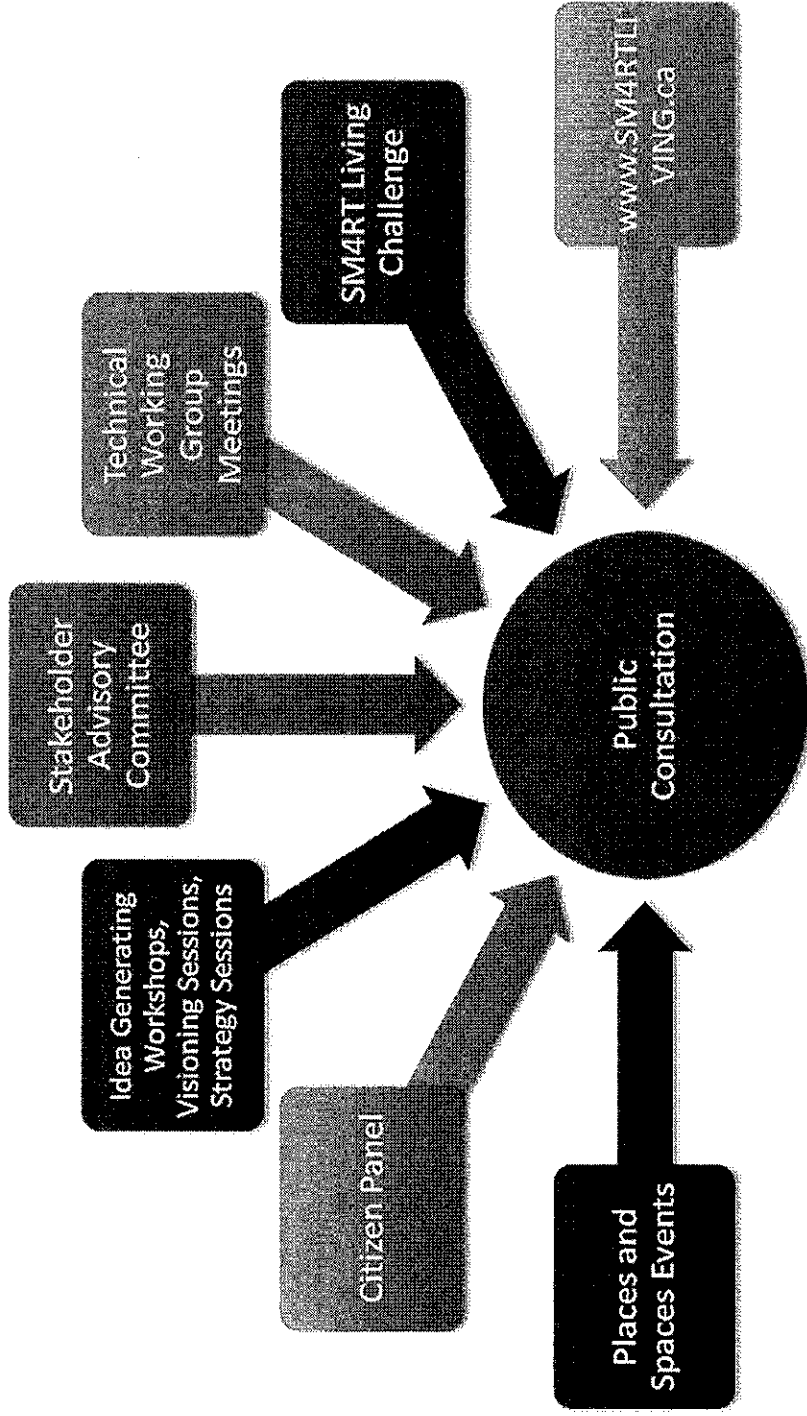 Places and
Spaces Events
Citizen Panel
Idea Generating
Workshops,
Visioning Sessions,
Strategy Sessions
Stakeholder
Advisory
Committee
Technical
Working
Group
Meetings
SM4RT Living
Challenge
www.SM4RTLI
VING.ca
Public
Consultation